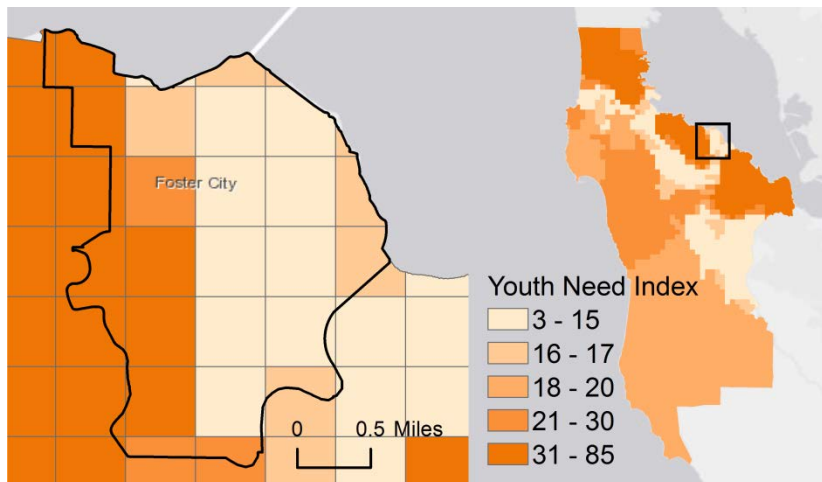 Foster City
0 0.5 Miles
Youth Need Index
3 - 15
16 - 17
18 - 20
21 - 30
31 - 85